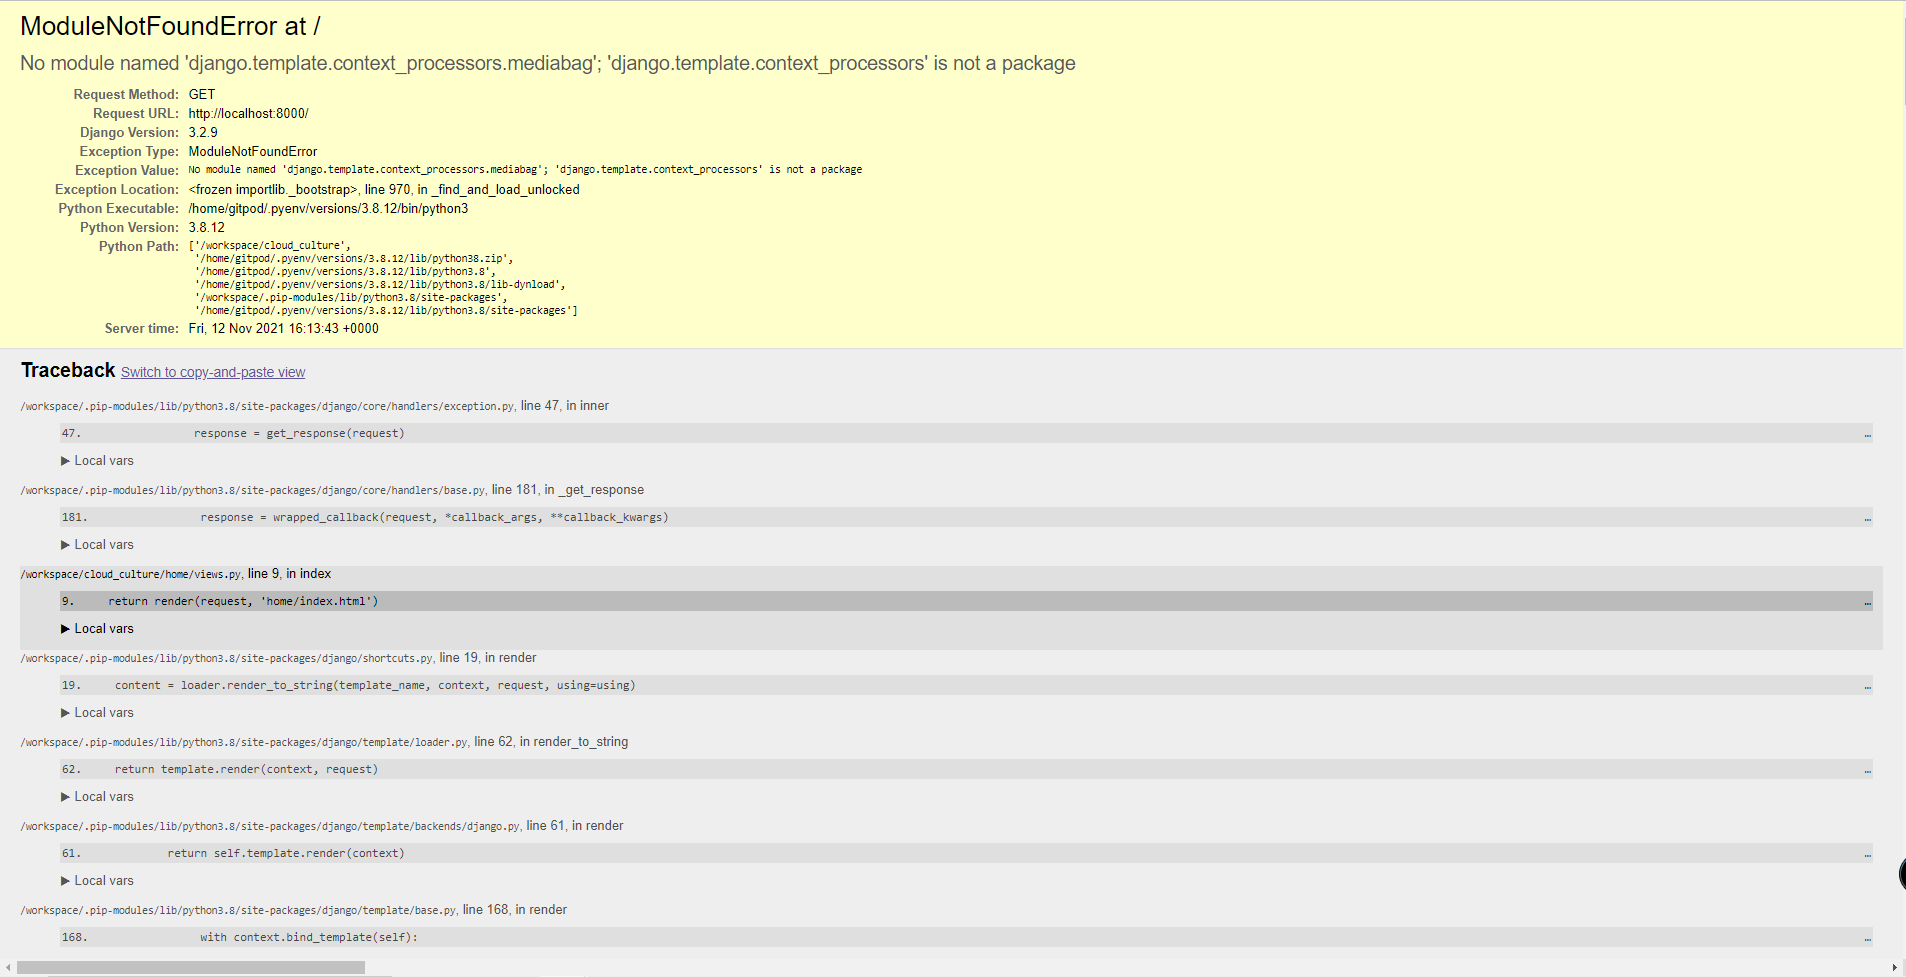 ModuleNotFoundError at /
No module named 'django.template.context_processors.mediabag'; 'django.template.context_processors' is not a package
Request Method: GET
Request URL: http://localhost:8000/
Django Version: 3.2.9
Exception Type: ModuleNotFoundError
Exception Value: No module named 'django.template.context_processors.mediabag'; 'django.template.context_processors' is not a package
Exception Location: <frozen importlib._bootstrap>, line 970, in _find_and_load_unlocked
Python Executable: /home/gitpod/.pyenv/versions/3.8.12/bin/python3
Python Version: 3.8.12
Python Path: ['/workspace/cloud_culture',
'/home/gitpod/.pyenv/versions/3.8.12/lib/python38.zip',
'/home/gitpod/.pyenv/versions/3.8.12/lib/python3.8',
'/home/gitpod/.pyenv/versions/3.8.12/lib/python3.8/lib-dynload',
'/workspace/.pip-modules/lib/python3.8/site-packages',
'/home/gitpod/.pyenv/versions/3.8.12/lib/python3.8/site-packages']
Server time: Fri, 12 Nov 2021 16:13:43 +0000
Traceback Switch to copy-and-paste view
/workspace/.pip-modules/lib/python3.8/site-packages/django/core/handlers/exception.py, line 47, in inner
47. response = get_response(request) …
▶ Local vars
/workspace/.pip-modules/lib/python3.8/site-packages/django/core/handlers/base.py, line 181, in _get_response
181. response = wrapped_callback(request, *callback_args, **callback_kwargs) …
▶ Local vars
/workspace/cloud_culture/home/views.py, line 9, in index
9. return render(request, 'home/index.html') …
▶ Local vars
/workspace/.pip-modules/lib/python3.8/site-packages/django/shortcuts.py, line 19, in render
19. content = loader.render_to_string(template_name, context, request, using=using) …
▶ Local vars
/workspace/.pip-modules/lib/python3.8/site-packages/django/template/loader.py, line 62, in render_to_string
62. return template.render(context, request) …
▶ Local vars
/workspace/.pip-modules/lib/python3.8/site-packages/django/template/backends/django.py, line 61, in render
61. return self.template.render(context) …
▶ Local vars
/workspace/.pip-modules/lib/python3.8/site-packages/django/template/base.py, line 168, in render
168. with context.bind_template(self): …